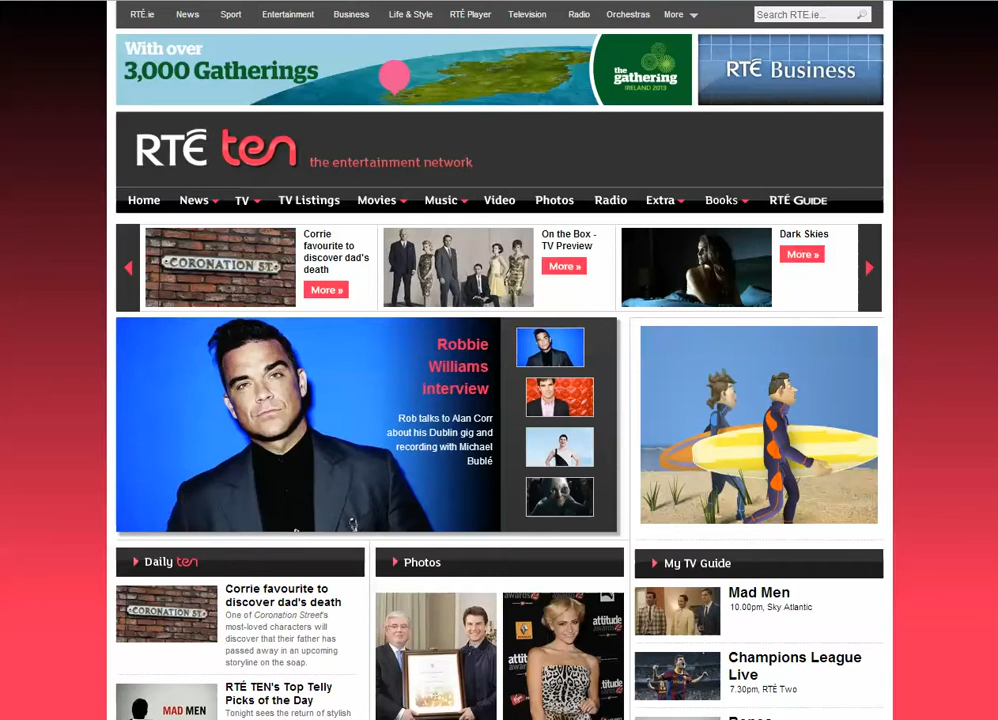 RTÉ.ie News Sport Entertainment Business Life & Style RTÉ Player Television Radio Orchestras More
Search RTE.ie...
With over
3,000 Gatherings
the
gathering
IRELAND 2013
RTÉ Business
RTÉ ten the entertainment network
Home News TV TV Listings Movies Music Video Photos Radio Extra Books RTÉ GUIDE
CORONATION ST.
Corrie
favourite to
discover dad's
death
More »
On the Box -
TV Preview
More »
Dark Skies
More »
Robbie
Williams
interview
Rob talks to Alan Corr
about his Dublin gig and
recording with Michael
Bublé
Daily ten
CORONATION ST.
Corrie favourite to
discover dad's death
One of Coronation Street's
most-loved characters will
discover that their father has
passed away in an upcoming
storyline on the soap.
MAD MEN
RTÉ TEN's Top Telly
Picks of the Day
Tonight sees the return of stylish
Photos
attitude
attitude
My TV Guide
Mad Men
10.00pm, Sky Atlantic
Champions League
Live
7.30pm, RTÉ Two